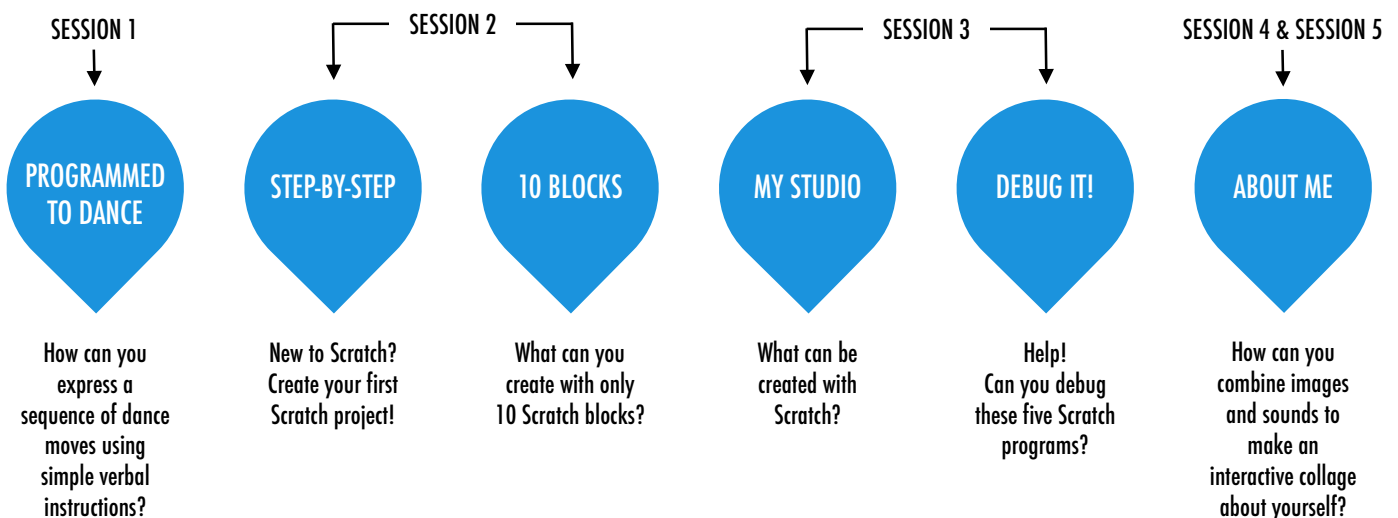 SESSION 1
SESSION 2
SESSION 3
SESSION 4 & SESSION 5
PROGRAMMED
TO DANCE
STEP-BY-STEP
10 BLOCKS
MY STUDIO
DEBUG IT!
ABOUT ME
How can you
express a
sequence of dance
moves using
simple verbal
instructions?
New to Scratch?
Create your first
Scratch project!
What can you
create with only
10 Scratch blocks?
What can be
created with
Scratch?
Help!
Can you debug
these five Scratch
programs?
How can you
combine images
and sounds to
make an
interactive collage
about yourself?